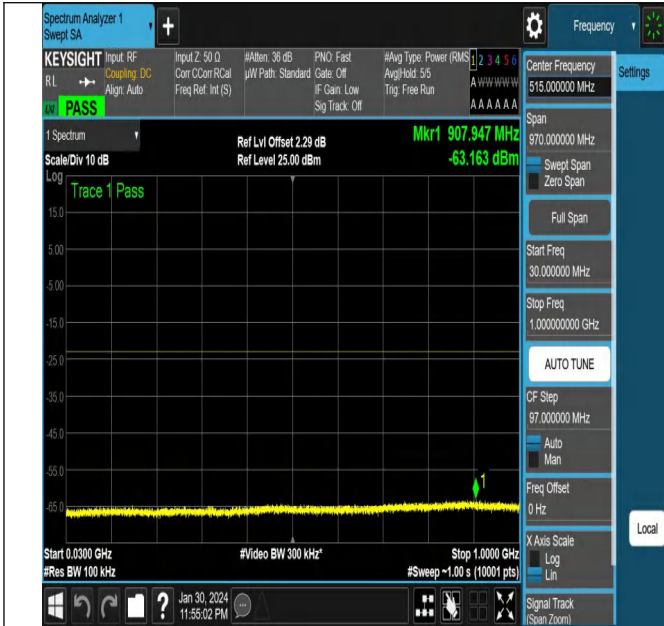 Spectrum Analyzer 1
Swept SA
+
Frequency
KEYSIGHT
RL
PASS
Input: RF
Coupling: DC
Align: Auto
Input Z: 50 Ω
Corr CCorr RCal
Freq Ref: Int (S)
#Atten: 36 dB
µW Path: Standard
PNO: Fast
Gate: Off
IF Gain: Low
Sig Track: Off
#Avg Type: Power (RMS
Avg|Hold: 5/5
Trig: Free Run
1 2 3 4 5 6
A W W W W W
A A A A A A
1 Spectrum
Scale/Div 10 dB
Ref Lvl Offset 2.29 dB
Ref Level 25.00 dBm
Mkr1 907.947 MHz
-63.163 dBm
Log
Trace 1 Pass
15.0
5.00
-5.00
-15.0
-25.0
-35.0
-45.0
-55.0
-65.0
1
Start 0.0300 GHz
#Res BW 100 kHz
#Video BW 300 kHz*
Stop 1.0000 GHz
#Sweep ~1.00 s (10001 pts)
Center Frequency
515.000000 MHz
Settings
Span
970.000000 MHz
Swept Span
Zero Span
Full Span
Start Freq
30.000000 MHz
Stop Freq
1.000000000 GHz
AUTO TUNE
CF Step
97.000000 MHz
Auto
Man
Freq Offset
0 Hz
X Axis Scale
Log
Lin
Local
Signal Track
(Span Zoom)
?
Jan 30, 2024
11:55:02 PM